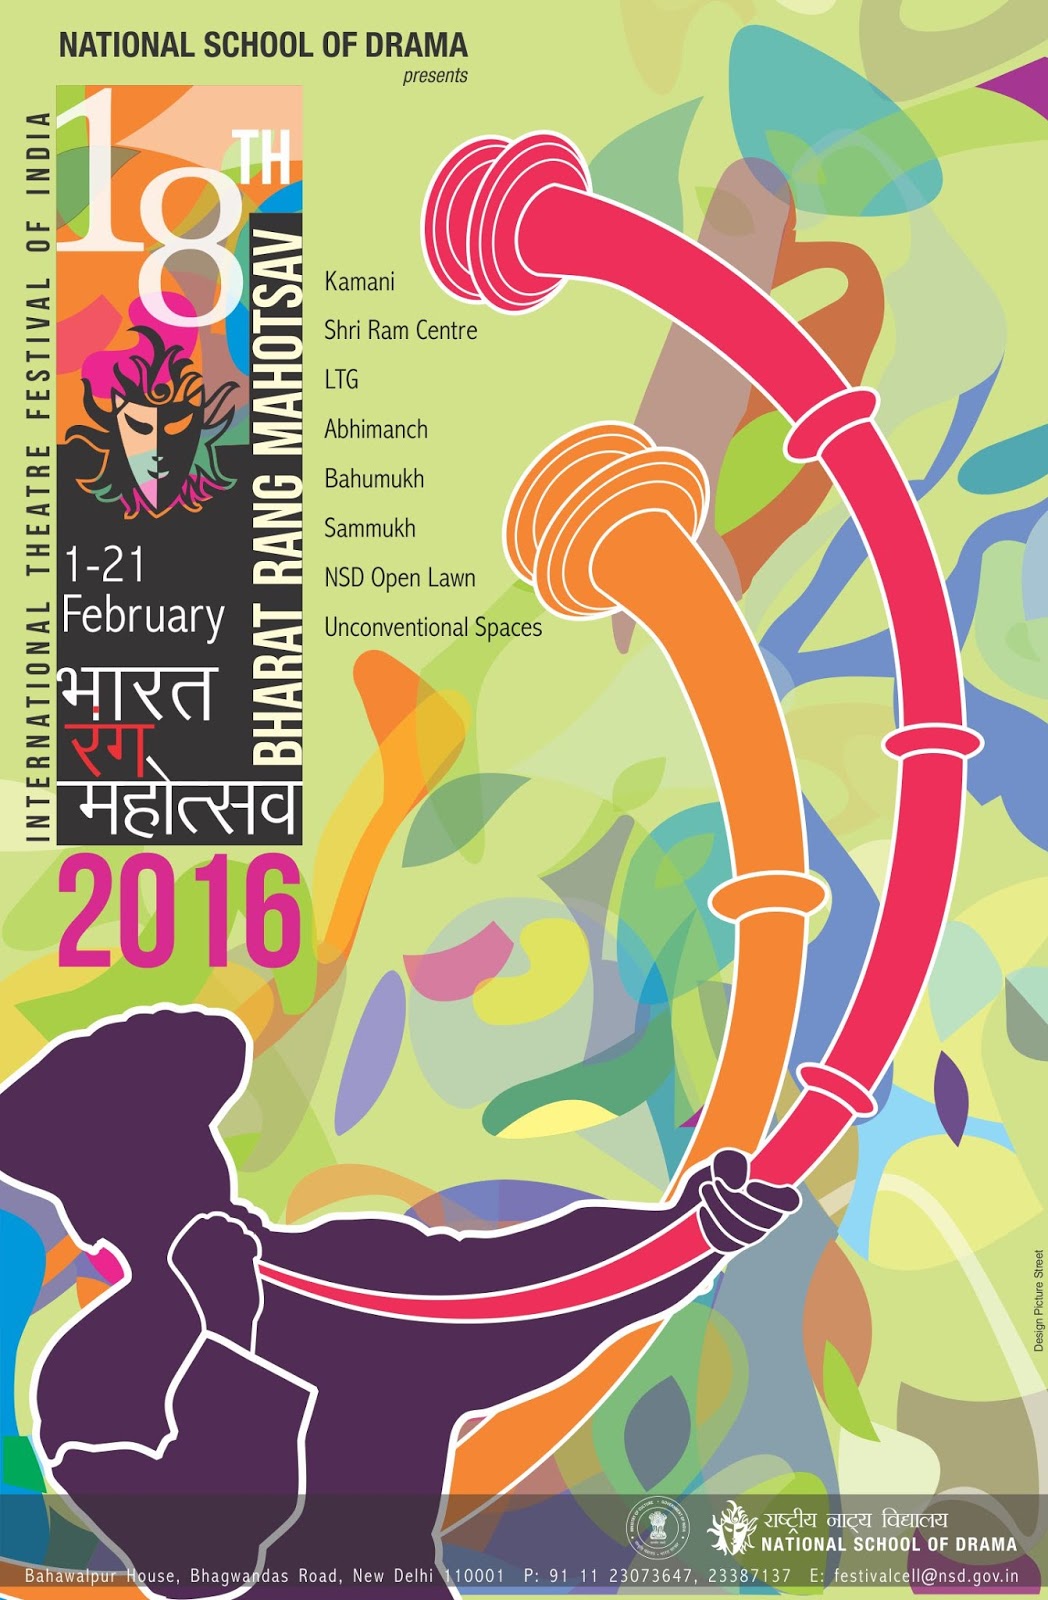 NATIONAL SCHOOL OF DRAMA
presents
INTERNATIONAL THEATRE FESTIVAL OF INDIA
18TH
BHARAT RANG MAHOTSAV
1-21
February
भारत
रंग
महोत्सव
2016
Kamani
Shri Ram Centre
LTG
Abhimanch
Bahumukh
Sammukh
NSD Open Lawn
Unconventional Spaces
Design Picture Street
राष्ट्रीय नाट्य विद्यालय
NATIONAL SCHOOL OF DRAMA
Bahawalpur House, Bhagwandas Road, New Delhi 110001 P: 91 11 23073647, 23387137 E: festivalcell@nsd.gov.in